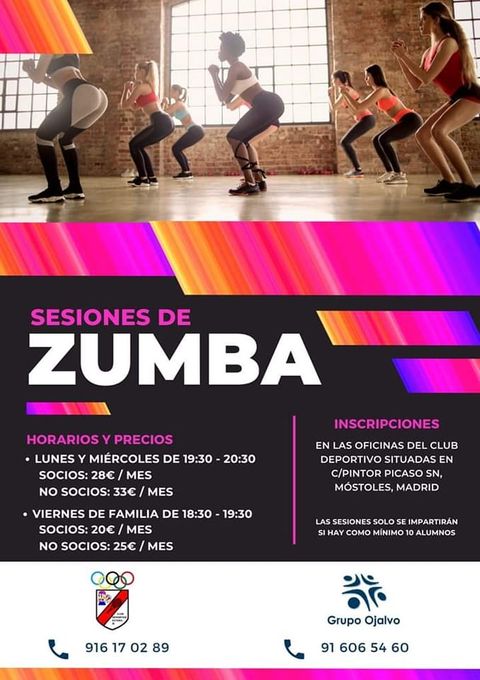 SESIONES DE
ZUMBA
HORARIOS Y PRECIOS
• LUNES Y MIÉRCOLES DE 19:30 - 20:30
SOCIOS: 28€ / MES
NO SOCIOS: 33€ / MES
• VIERNES DE FAMILIA DE 18:30 - 19:30
SOCIOS: 20€ / MES
NO SOCIOS: 25€ / MES
INSCRIPCIONES
EN LAS OFICINAS DEL CLUB
DEPORTIVO SITUADAS EN
C/PINTOR PICASO SN,
MÓSTOLES, MADRID
LAS SESIONES SOLO SE IMPARTIRÁN
SI HAY COMO MÍNIMO 10 ALUMNOS
916 17 02 89
Grupo Ojalvo
91 606 54 60